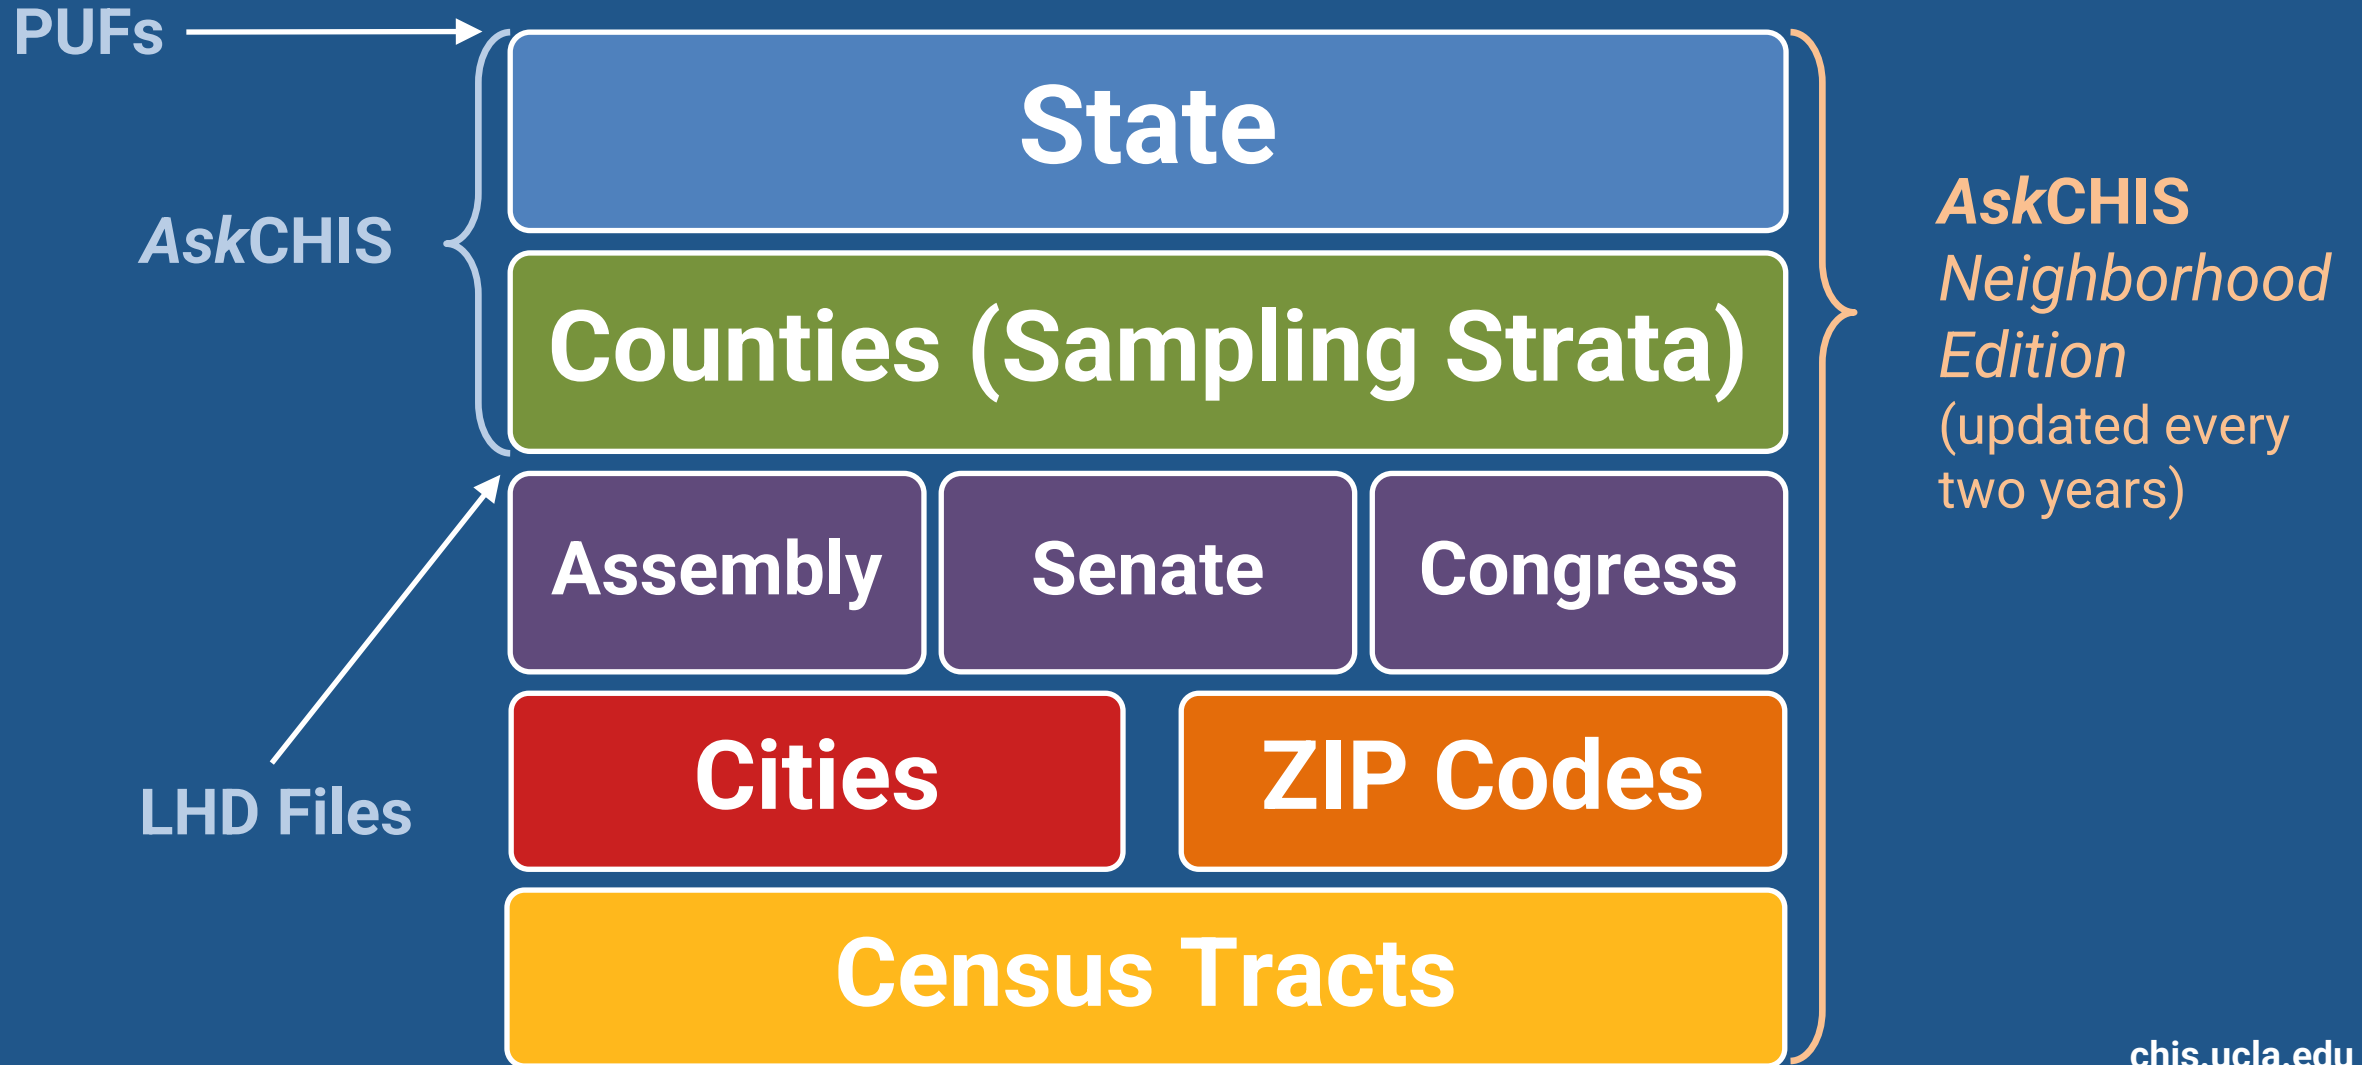 PUFs
State
AskCHIS
Counties (Sampling Strata)
AskCHIS
Neighborhood
Edition
(updated every
two years)
Assembly
Senate
Congress
LHD Files
Cities
ZIP Codes
Census Tracts
chis.ucla.edu